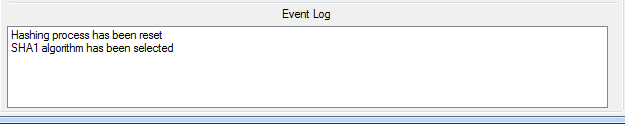 Event Log
Hashing process has been reset
SHA1 algorithm has been selected